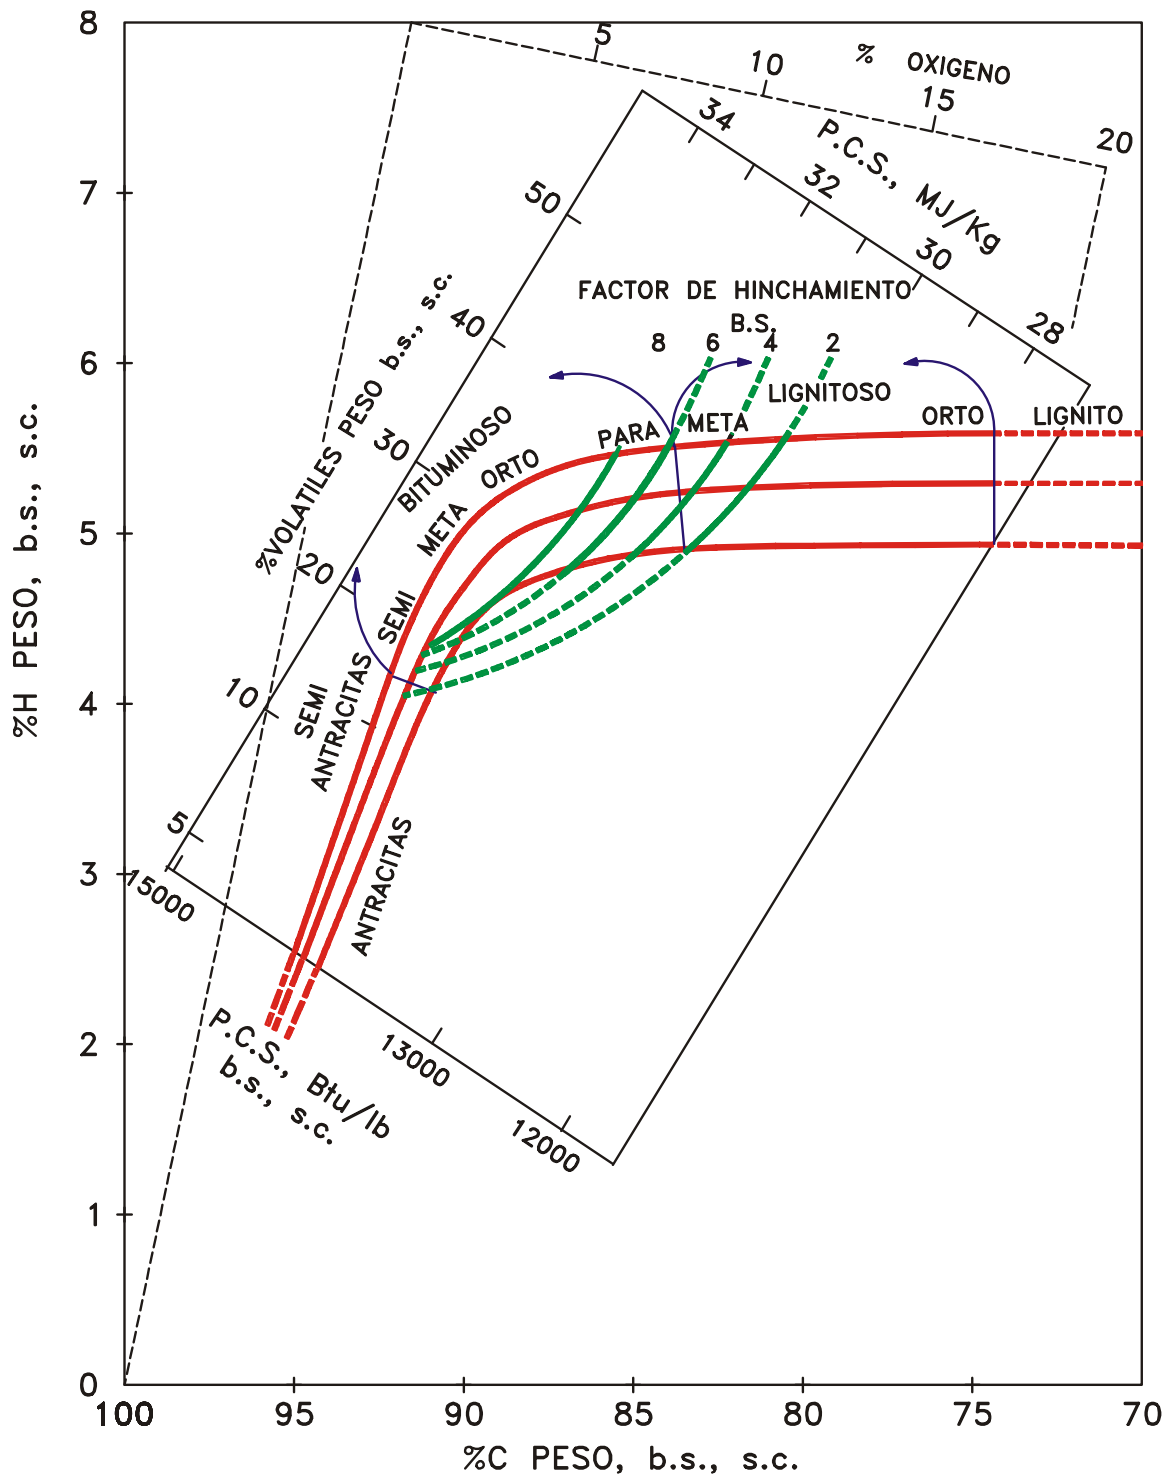 8
7
6
5
4
3
2
1
0
%H PESO, b.s., s.c.
100
95
90
85
80
75
70
%C PESO, b.s., s.c.
5
10
15
20
% OXIGENO
34
32
30
28
P.C.S., MJ/Kg
50
40
30
20
10
5
%VOLATILES PESO b.s., s.c.
15000
13000
12000
P.C.S., Btu/lb
b.s., s.c.
FACTOR DE HINCHAMIENTO
B.S.
8 6 4 2
LIGNITOSO
PARA META ORTO LIGNITO
BITUMINOSO
ORTO
META
SEMI
SEMI
ANTRACITAS
ANTRACITAS